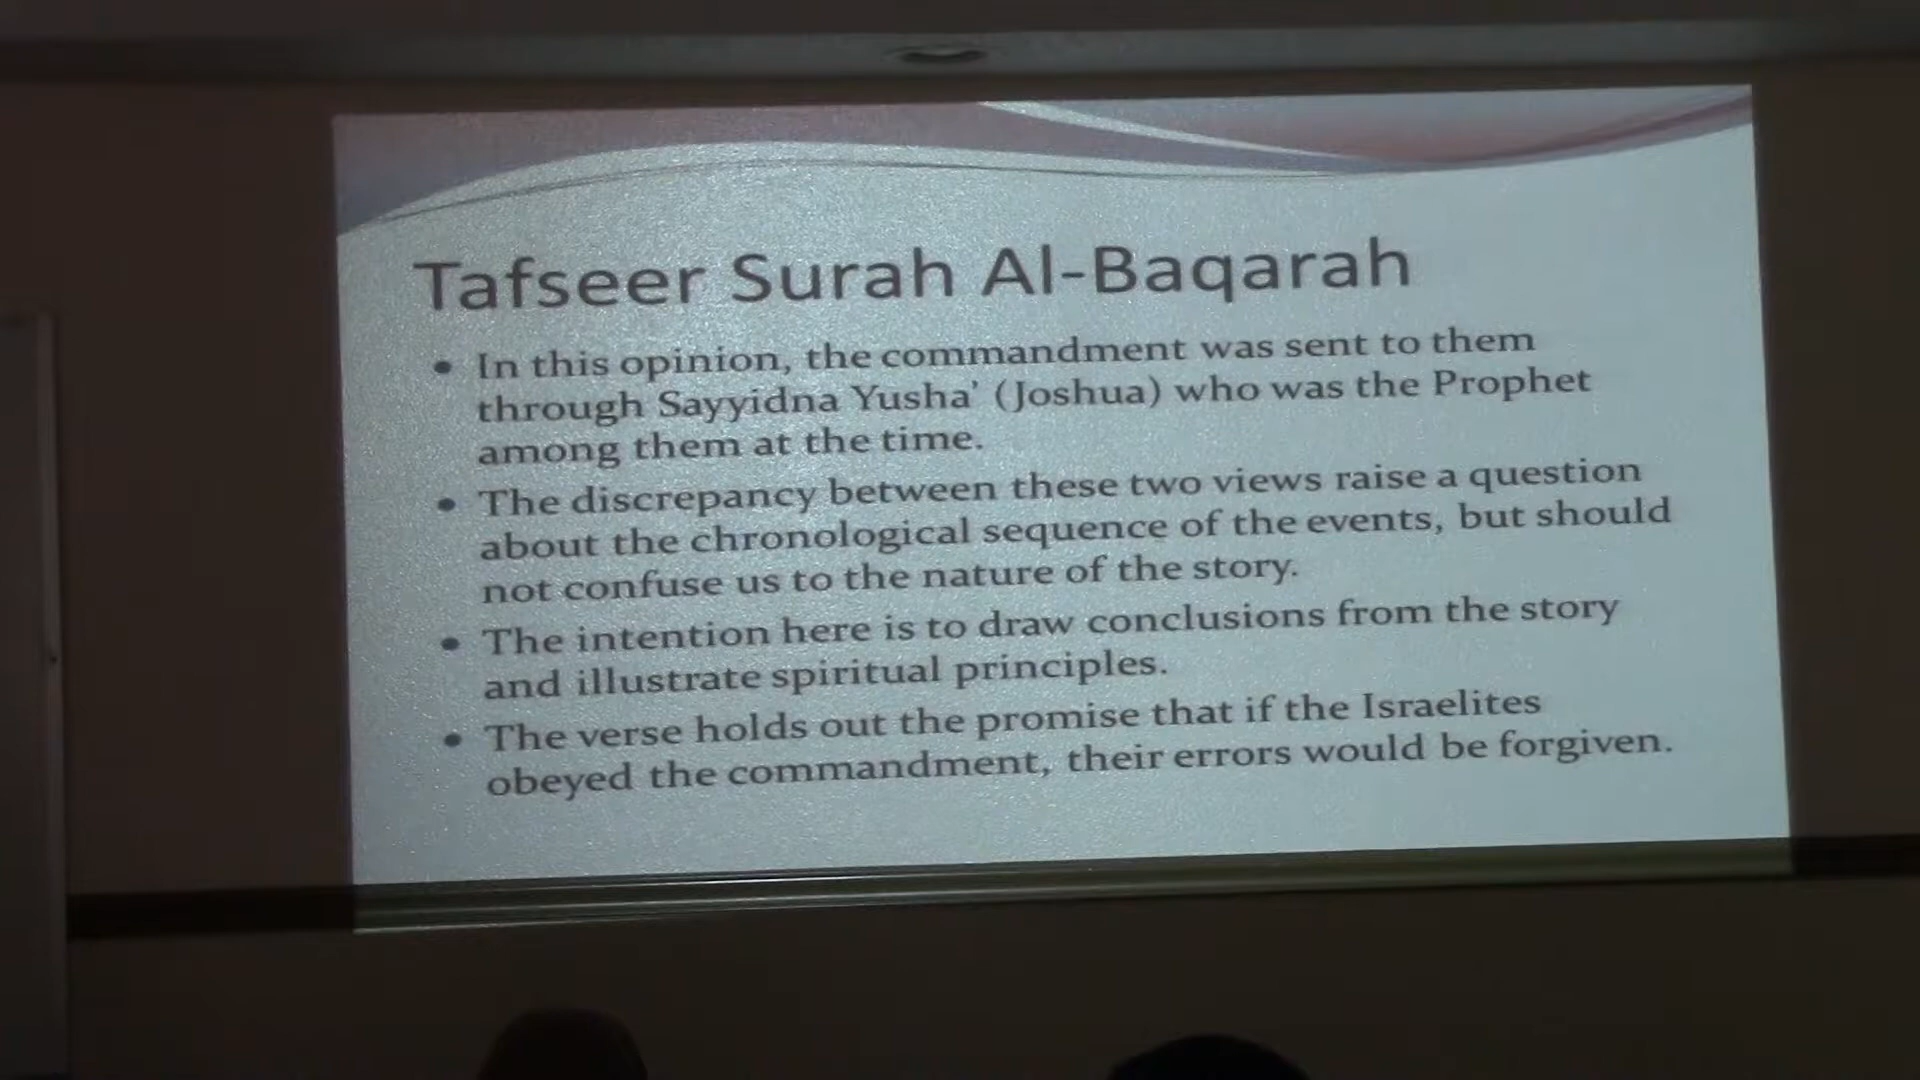 Tafseer Surah Al-Baqarah
• In this opinion, the commandment was sent to them
through Sayyidna Yusha' (Joshua) who was the Prophet
among them at the time.
• The discrepancy between these two views raise a question
about the chronological sequence of the events, but should
not confuse us to the nature of the story.
• The intention here is to draw conclusions from the story
and illustrate spiritual principles.
• The verse holds out the promise that if the Israelites
obeyed the commandment, their errors would be forgiven.